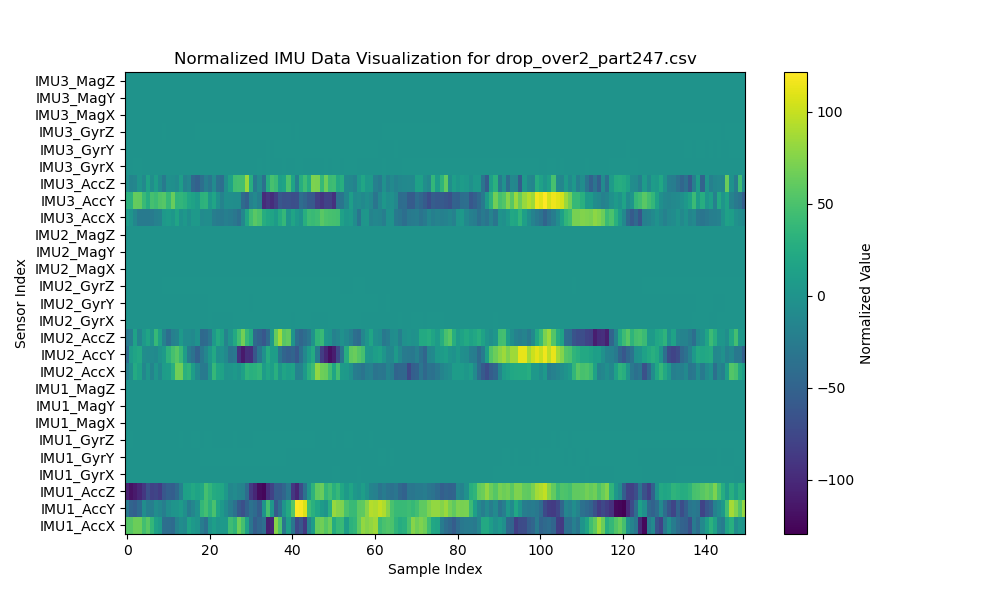 Normalized IMU Data Visualization for drop_over2_part247.csv
IMU3_MagZ
IMU3_MagY
IMU3_MagX
IMU3_GyrZ
IMU3_GyrY
IMU3_GyrX
IMU3_AccZ
IMU3_AccY
IMU3_AccX
IMU2_MagZ
IMU2_MagY
IMU2_MagX
IMU2_GyrZ
IMU2_GyrY
IMU2_GyrX
IMU2_AccZ
IMU2_AccY
IMU2_AccX
IMU1_MagZ
IMU1_MagY
IMU1_MagX
IMU1_GyrZ
IMU1_GyrY
IMU1_GyrX
IMU1_AccZ
IMU1_AccY
IMU1_AccX
Sensor Index
0 20 40 60 80 100 120 140
Sample Index
100
50
0
−50
−100
Normalized Value